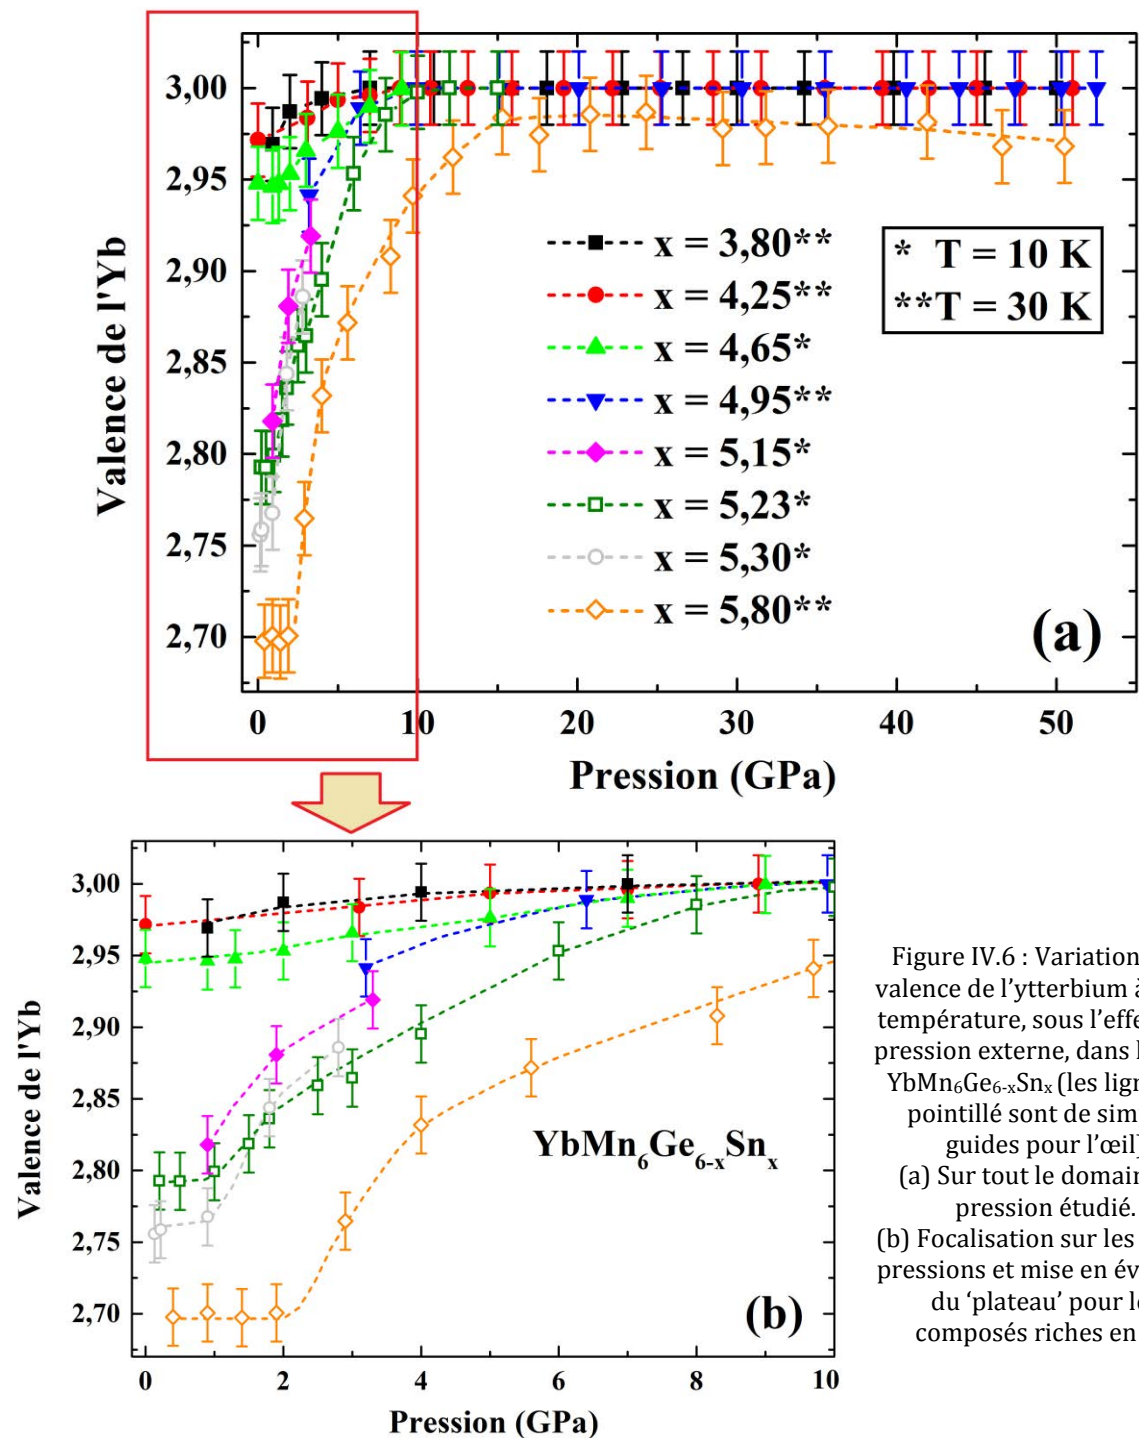 3,00
2,95
2,90
2,85
2,80
2,75
2,70
Valence de l'Yb
x = 3,80**
x = 4,25**
x = 4,65*
x = 4,95**
x = 5,15*
x = 5,23*
x = 5,30*
x = 5,80**
* T = 10 K
**T = 30 K
(a)
0 10 20 30 40 50
Pression (GPa)
3,00
2,95
2,90
2,85
2,80
2,75
2,70
Valence de l'Yb
YbMn₆Ge₆₋ₓSnₓ
(b)
0 2 4 6 8 10
Pression (GPa)
Figure IV.6 : Variation
valence de l’ytterbium
température, sous l’effe
pression externe, dans l
YbMn₆Ge₆₋ₓSnₓ (les lign
pointillé sont de sim
guides pour l’œil
(a) Sur tout le domain
pression étudié.
(b) Focalisation sur les
pressions et mise en év
du ‘plateau’ pour l
composés riches en